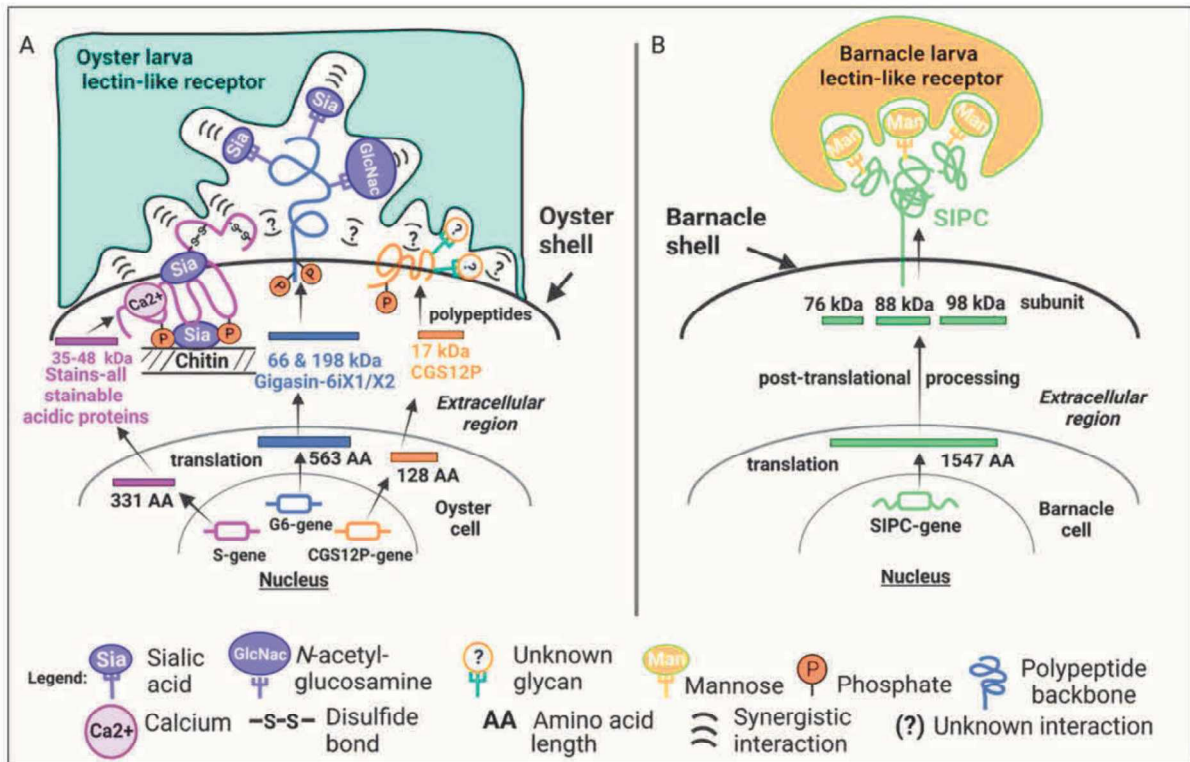 A
Oyster larva
lectin-like receptor
Sia
Sia
GlcNac
(?)
(?)
(?)
(?)
(?)
?
?
-S-S-
-S-S-
Sia
Ca2+
P
Sia
P
Chitin
P
P
P
Oyster
shell
polypeptides
35-48 kDa
Stains-all
stainable
acidic proteins
66 & 198 kDa
Gigasin-6iX1/X2
17 kDa
CGS12P
Extracellular
region
translation
563 AA
128 AA
331 AA
G6-gene
S-gene
CGS12P-gene
Oyster
cell
Nucleus
B
Barnacle larva
lectin-like receptor
Man
Man
Man
SIPC
Barnacle
shell
76 kDa 88 kDa 98 kDa subunit
post-translational processing
Extracellular
region
translation
1547 AA
SIPC-gene
Barnacle
cell
Nucleus
Legend:
Sia Sialic
acid
GlcNac N-acetyl-
glucosamine
? Unknown
glycan
Man Mannose
P Phosphate
Polypeptide
backbone
Ca2+ Calcium
-S-S- Disulfide
bond
AA Amino acid
length
Synergistic
interaction
(?) Unknown interaction